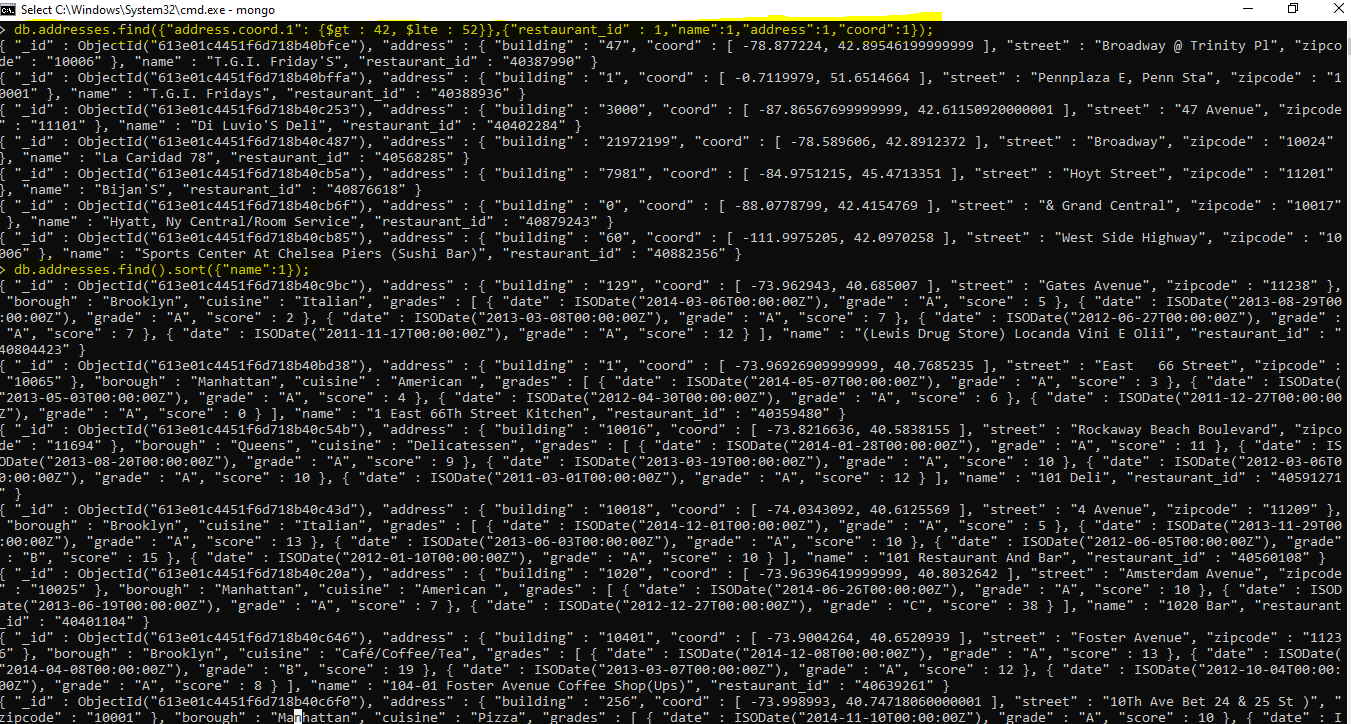 Select C:\Windows\System32\cmd.exe - mongo
> db.addresses.find({"address.coord.1": {$gt : 42, $lte : 52}},{"restaurant_id" : 1,"name":1,"address":1,"coord":1});
{ "_id" : ObjectId("613e01c4451f6d718b40bfce"), "address" : { "building" : "47", "coord" : [ -78.877224, 42.89546199999999 ], "street" : "Broadway @ Trinity Pl", "zipco
de" : "10006" }, "name" : "T.G.I. Friday'S", "restaurant_id" : "40387990" }
{ "_id" : ObjectId("613e01c4451f6d718b40bffa"), "address" : { "building" : "1", "coord" : [ -0.7119979, 51.6514664 ], "street" : "Pennplaza E, Penn Sta", "zipcode" : "1
0001" }, "name" : "T.G.I. Fridays", "restaurant_id" : "40388936" }
{ "_id" : ObjectId("613e01c4451f6d718b40c253"), "address" : { "building" : "3000", "coord" : [ -87.86567699999999, 42.61150920000001 ], "street" : "47 Avenue", "zipcode
" : "11101" }, "name" : "Di Luvio'S Deli", "restaurant_id" : "40402284" }
{ "_id" : ObjectId("613e01c4451f6d718b40c487"), "address" : { "building" : "21972199", "coord" : [ -78.589606, 42.8912372 ], "street" : "Broadway", "zipcode" : "10024"
}, "name" : "La Caridad 78", "restaurant_id" : "40568285" }
{ "_id" : ObjectId("613e01c4451f6d718b40cb5a"), "address" : { "building" : "7981", "coord" : [ -84.9751215, 45.4713351 ], "street" : "Hoyt Street", "zipcode" : "11201"
}, "name" : "Bijan'S", "restaurant_id" : "40876618" }
{ "_id" : ObjectId("613e01c4451f6d718b40cb6f"), "address" : { "building" : "0", "coord" : [ -88.0778799, 42.4154769 ], "street" : "& Grand Central", "zipcode" : "10017"
 }, "name" : "Hyatt, Ny Central/Room Service", "restaurant_id" : "40879243" }
{ "_id" : ObjectId("613e01c4451f6d718b40cb85"), "address" : { "building" : "60", "coord" : [ -111.9975205, 42.0970258 ], "street" : "West Side Highway", "zipcode" : "10
006" }, "name" : "Sports Center At Chelsea Piers (Sushi Bar)", "restaurant_id" : "40882356" }
> db.addresses.find().sort({"name":1});
{ "_id" : ObjectId("613e01c4451f6d718b40c9bc"), "address" : { "building" : "129", "coord" : [ -73.962943, 40.685007 ], "street" : "Gates Avenue", "zipcode" : "11238" },
 "borough" : "Brooklyn", "cuisine" : "Italian", "grades" : [ { "date" : ISODate("2014-03-06T00:00:00Z"), "grade" : "A", "score" : 5 }, { "date" : ISODate("2013-08-29T00
:00:00Z"), "grade" : "A", "score" : 2 }, { "date" : ISODate("2013-03-08T00:00:00Z"), "grade" : "A", "score" : 7 }, { "date" : ISODate("2012-06-27T00:00:00Z"), "grade" :
 "A", "score" : 7 }, { "date" : ISODate("2011-11-17T00:00:00Z"), "grade" : "A", "score" : 12 } ], "name" : "(Lewis Drug Store) Locanda Vini E Olii", "restaurant_id" : "
40804423" }
{ "_id" : ObjectId("613e01c4451f6d718b40bd38"), "address" : { "building" : "1", "coord" : [ -73.96926909999999, 40.7685235 ], "street" : "East   66 Street", "zipcode" :
 "10065" }, "borough" : "Manhattan", "cuisine" : "American ", "grades" : [ { "date" : ISODate("2014-05-07T00:00:00Z"), "grade" : "A", "score" : 3 }, { "date" : ISODate(
"2013-05-03T00:00:00Z"), "grade" : "A", "score" : 4 }, { "date" : ISODate("2012-04-30T00:00:00Z"), "grade" : "A", "score" : 6 }, { "date" : ISODate("2011-12-27T00:00:00
Z"), "grade" : "A", "score" : 0 } ], "name" : "1 East 66Th Street Kitchen", "restaurant_id" : "40359480" }
{ "_id" : ObjectId("613e01c4451f6d718b40c54b"), "address" : { "building" : "10016", "coord" : [ -73.8216636, 40.5838155 ], "street" : "Rockaway Beach Boulevard", "zipco
de" : "11694" }, "borough" : "Queens", "cuisine" : "Delicatessen", "grades" : [ { "date" : ISODate("2014-01-28T00:00:00Z"), "grade" : "A", "score" : 11 }, { "date" : IS
ODate("2013-08-20T00:00:00Z"), "grade" : "A", "score" : 9 }, { "date" : ISODate("2013-03-19T00:00:00Z"), "grade" : "A", "score" : 10 }, { "date" : ISODate("2012-03-06T0
0:00:00Z"), "grade" : "A", "score" : 10 }, { "date" : ISODate("2011-03-01T00:00:00Z"), "grade" : "A", "score" : 12 } ], "name" : "101 Deli", "restaurant_id" : "40591271
" }
{ "_id" : ObjectId("613e01c4451f6d718b40c43d"), "address" : { "building" : "10018", "coord" : [ -74.0343092, 40.6125569 ], "street" : "4 Avenue", "zipcode" : "11209" },
 "borough" : "Brooklyn", "cuisine" : "Italian", "grades" : [ { "date" : ISODate("2014-12-01T00:00:00Z"), "grade" : "A", "score" : 5 }, { "date" : ISODate("2013-11-29T00
:00:00Z"), "grade" : "A", "score" : 13 }, { "date" : ISODate("2013-06-03T00:00:00Z"), "grade" : "A", "score" : 10 }, { "date" : ISODate("2012-06-05T00:00:00Z"), "grade"
 : "B", "score" : 15 }, { "date" : ISODate("2012-01-10T00:00:00Z"), "grade" : "A", "score" : 10 } ], "name" : "101 Restaurant And Bar", "restaurant_id" : "40560108" }
{ "_id" : ObjectId("613e01c4451f6d718b40c20a"), "address" : { "building" : "1020", "coord" : [ -73.96396419999999, 40.8032642 ], "street" : "Amsterdam Avenue", "zipcode
" : "10025" }, "borough" : "Manhattan", "cuisine" : "American ", "grades" : [ { "date" : ISODate("2014-06-26T00:00:00Z"), "grade" : "A", "score" : 10 }, { "date" : ISOD
ate("2013-06-19T00:00:00Z"), "grade" : "A", "score" : 7 }, { "date" : ISODate("2012-12-27T00:00:00Z"), "grade" : "C", "score" : 38 } ], "name" : "1020 Bar", "restaurant
_id" : "40401104" }
{ "_id" : ObjectId("613e01c4451f6d718b40c646"), "address" : { "building" : "10401", "coord" : [ -73.9004264, 40.6520939 ], "street" : "Foster Avenue", "zipcode" : "1123
6" }, "borough" : "Brooklyn", "cuisine" : "Café/Coffee/Tea", "grades" : [ { "date" : ISODate("2014-12-08T00:00:00Z"), "grade" : "A", "score" : 13 }, { "date" : ISODate(
"2014-04-08T00:00:00Z"), "grade" : "B", "score" : 19 }, { "date" : ISODate("2013-03-07T00:00:00Z"), "grade" : "A", "score" : 12 }, { "date" : ISODate("2012-10-04T00:00:
00Z"), "grade" : "A", "score" : 8 } ], "name" : "104-01 Foster Avenue Coffee Shop(Ups)", "restaurant_id" : "40639261" }
{ "_id" : ObjectId("613e01c4451f6d718b40c6f0"), "address" : { "building" : "256", "coord" : [ -73.998993, 40.74718060000001 ], "street" : "10Th Ave Bet 24 & 25 St )", "
zipcode" : "10001" }, "borough" : "Manhattan", "cuisine" : "Pizza", "grades" : [ { "date" : ISODate("2014-11-10T00:00:00Z"), "grade" : "A", "score" : 12 }, { "date" : I